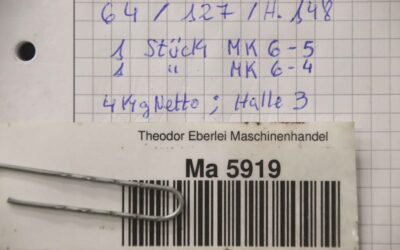 64 / 127 / H. 148
1 Stück MK 6-5
1 " MK 6-4
4 Kg Netto ; Halle 3
Theodor Eberlei Maschinenhandel
Ma 5919